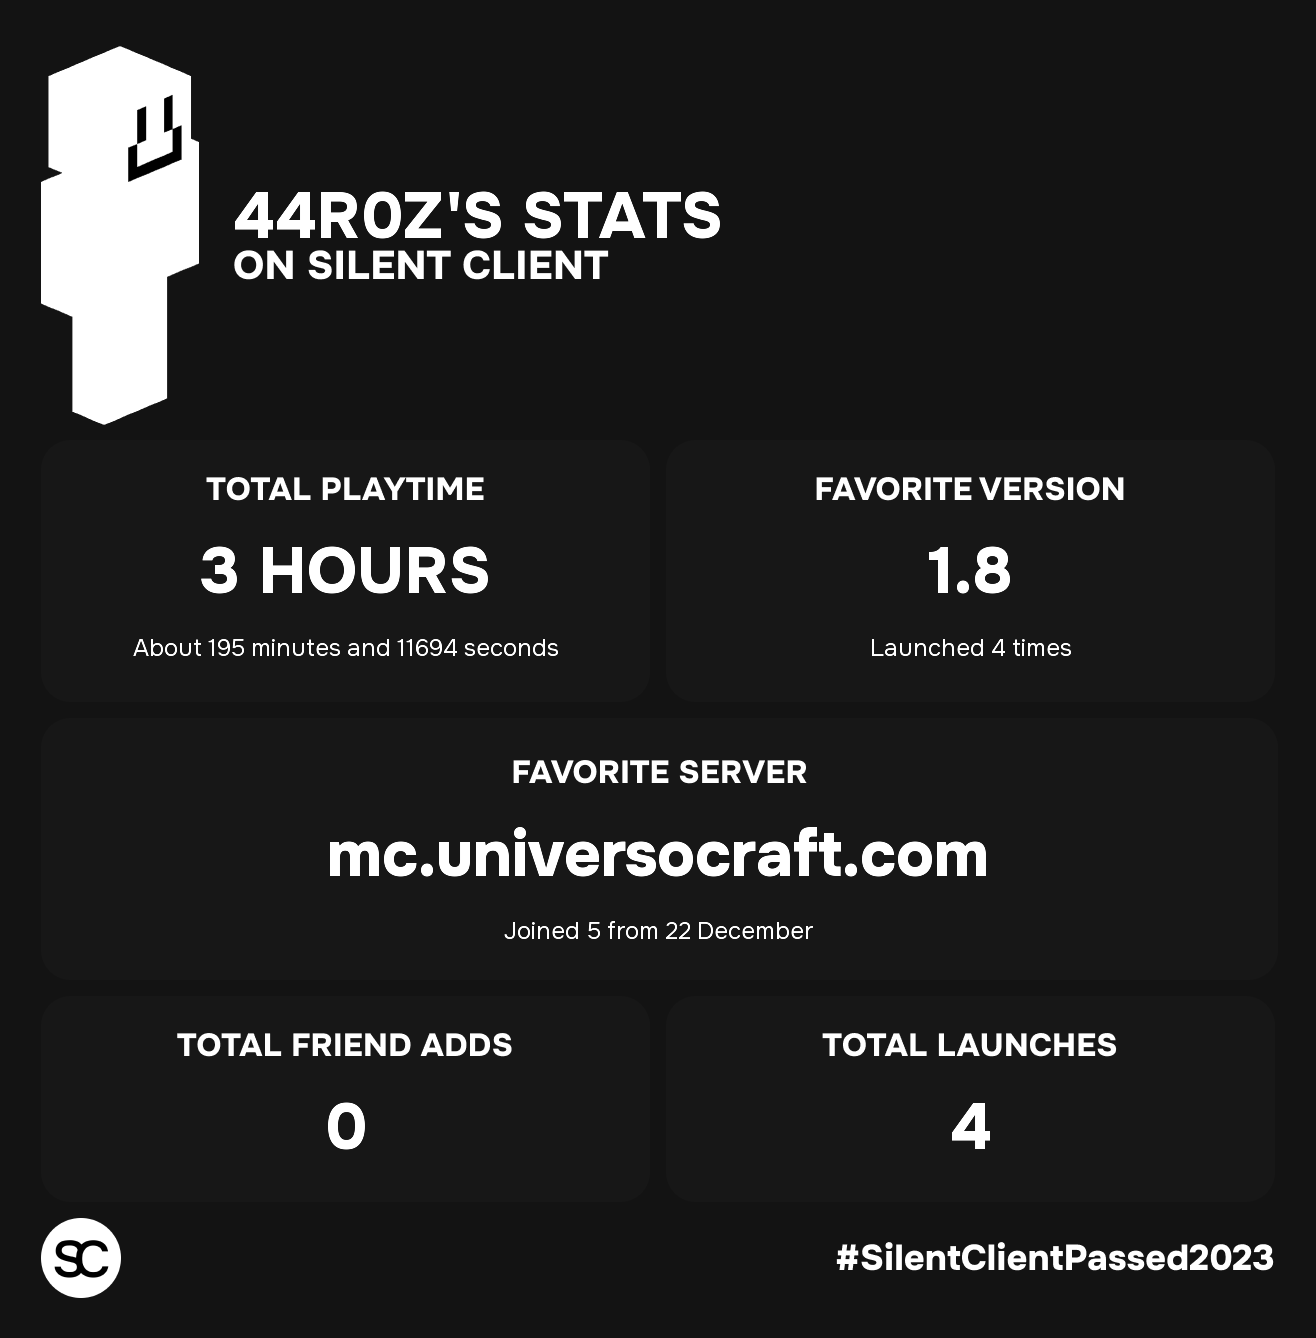 44R0Z'S STATS
ON SILENT CLIENT
TOTAL PLAYTIME
3 HOURS
About 195 minutes and 11694 seconds
FAVORITE VERSION
1.8
Launched 4 times
FAVORITE SERVER
mc.universocraft.com
Joined 5 from 22 December
TOTAL FRIEND ADDS
0
TOTAL LAUNCHES
4
SC
#SilentClientPassed2023